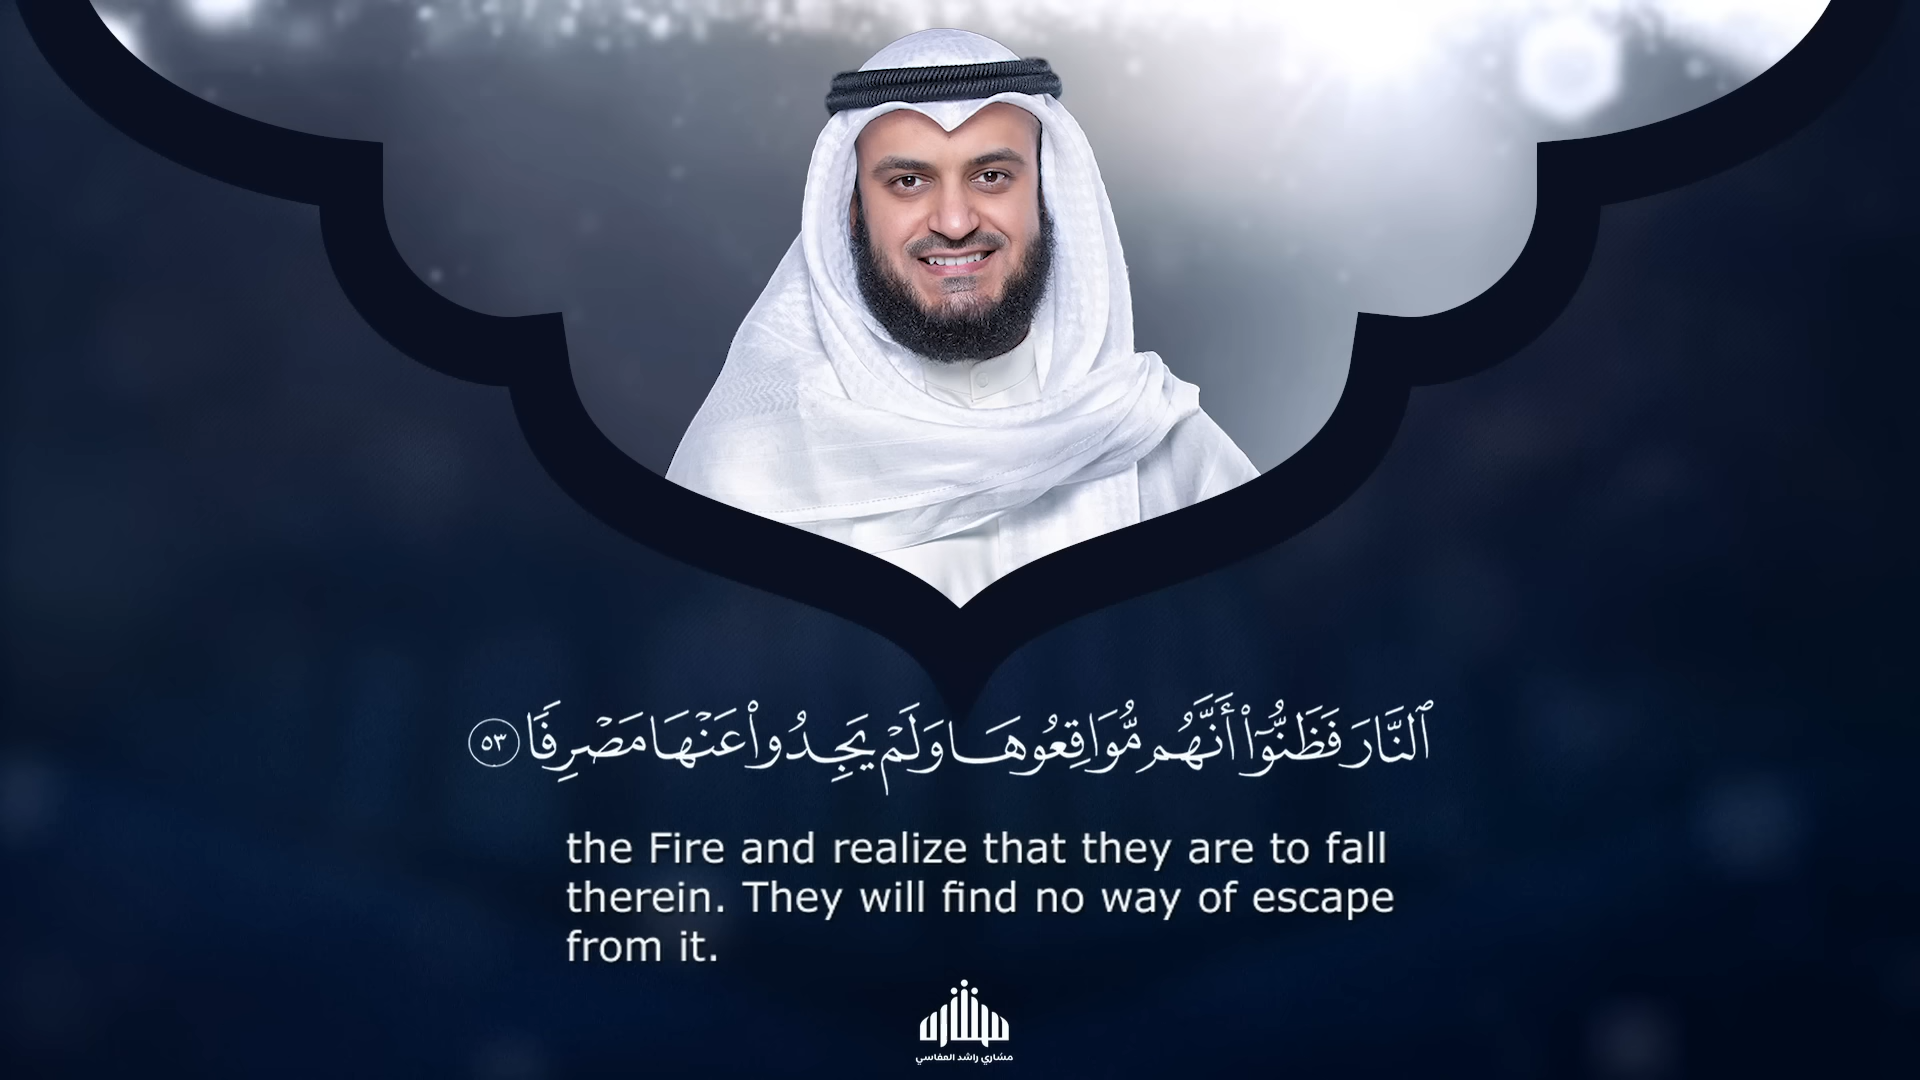 ٱلنَّارَ فَظَنُّوٓا۟ أَنَّهُم مُّوَاقِعُوهَا وَلَمْ يَجِدُوا۟ عَنْهَا مَصْرِفًا ٥٣
the Fire and realize that they are to fall
therein. They will find no way of escape
from it.
مشاري
مشاري راشد العفاسي